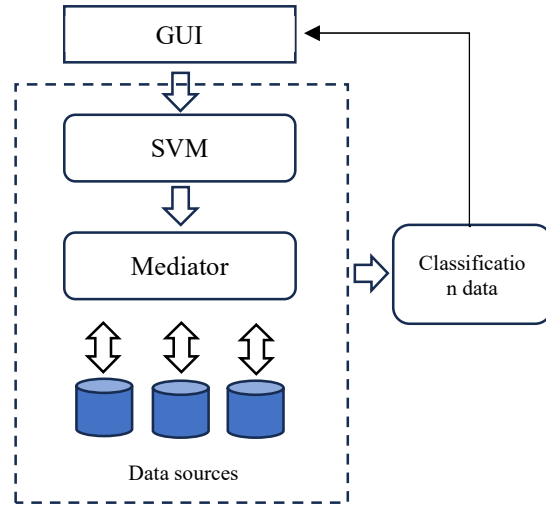 GUI
SVM
Mediator
Classificatio
n data
Data sources